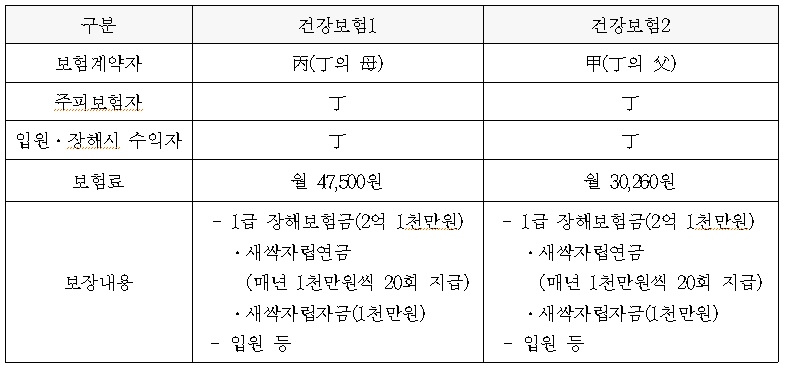 구분 건강보험1 건강보험2
보험계약자 丙(丁의 母) 甲(丁의 父)
주피보험자 丁 丁
입원·장해시 수익자 丁 丁
보험료 월 47,500원 월 30,260원
보장내용
- 1급 장해보험금(2억 1천만원)
·새싹자립연금
(매년 1천만원씩 20회 지급)
·새싹자립자금(1천만원)
- 입원 등
- 1급 장해보험금(2억 1천만원)
·새싹자립연금
(매년 1천만원씩 20회 지급)
·새싹자립자금(1천만원)
- 입원 등